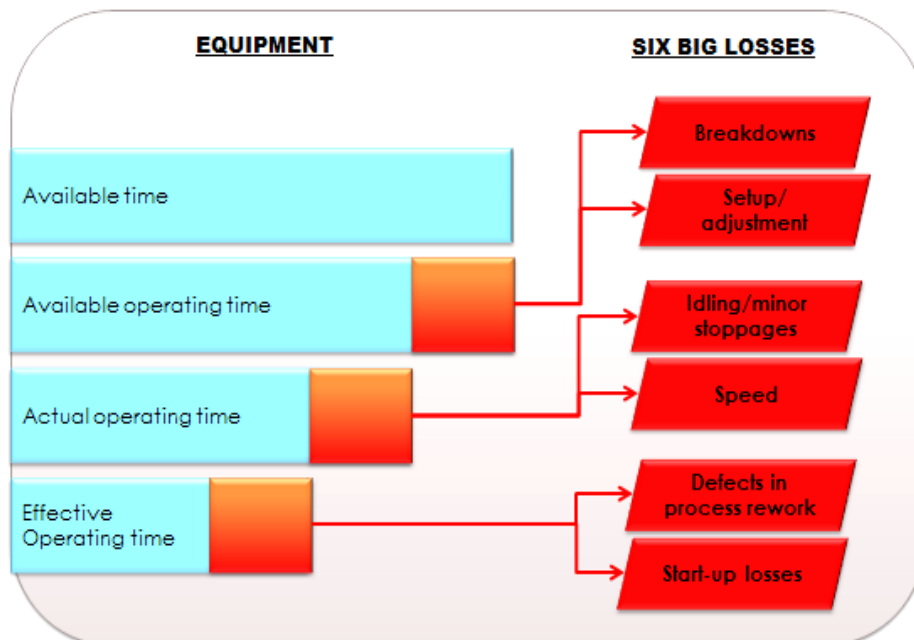 EQUIPMENT
SIX BIG LOSSES
Breakdowns
Available time
Setup/
adjustment
Available operating time
Idling/minor
stoppages
Actual operating time
Speed
Effective
Operating time
Defects in
process rework
Start-up losses